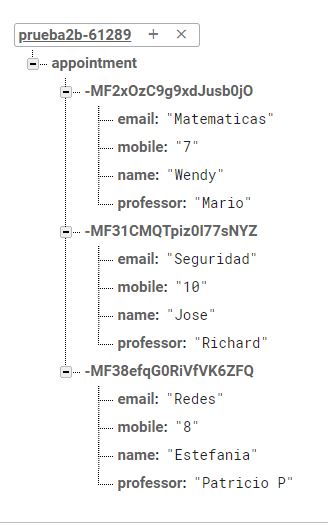 prueba2b-61289
appointment
-MF2xOzC9g9xdJusb0jO
email: "Matematicas"
mobile: "7"
name: "Wendy"
professor: "Mario"
-MF31CMQTpiz0I77sNYZ
email: "Seguridad"
mobile: "10"
name: "Jose"
professor: "Richard"
-MF38efqG0RiVfVK6ZFQ
email: "Redes"
mobile: "8"
name: "Estefania"
professor: "Patricio P"